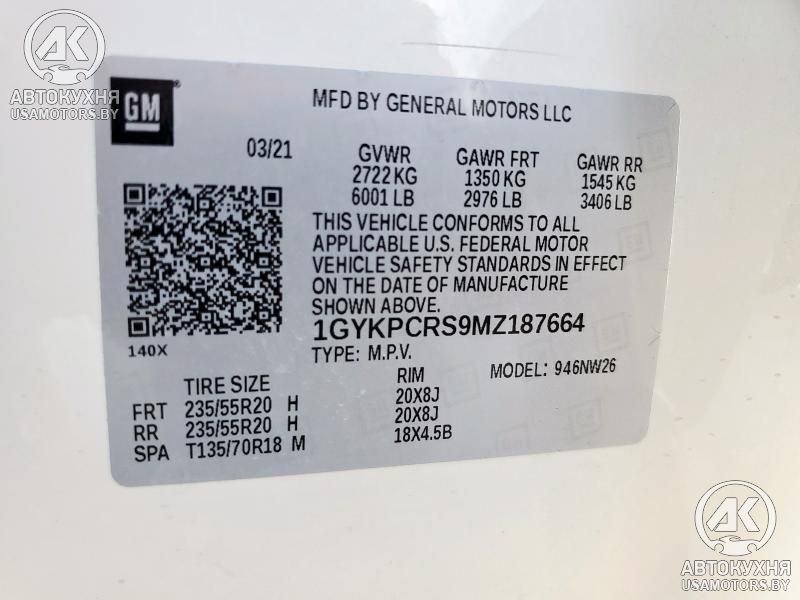 AK
АВТОКУХНЯ
USAMOTORS.BY
GM
MFD BY GENERAL MOTORS LLC
03/21
GVWR GAWR FRT GAWR RR
2722 KG 1350 KG 1545 KG
6001 LB 2976 LB 3406 LB
THIS VEHICLE CONFORMS TO ALL
APPLICABLE U.S. FEDERAL MOTOR
VEHICLE SAFETY STANDARDS IN EFFECT
ON THE DATE OF MANUFACTURE
SHOWN ABOVE.
1GYKPCRS9MZ187664
140X
TYPE: M.P.V. MODEL: 946NW26
TIRE SIZE RIM
FRT 235/55R20 H 20X8J
RR 235/55R20 H 20X8J
SPA T135/70R18 M 18X4.5B
AK
АВТОКУХНЯ
USAMOTORS.BY